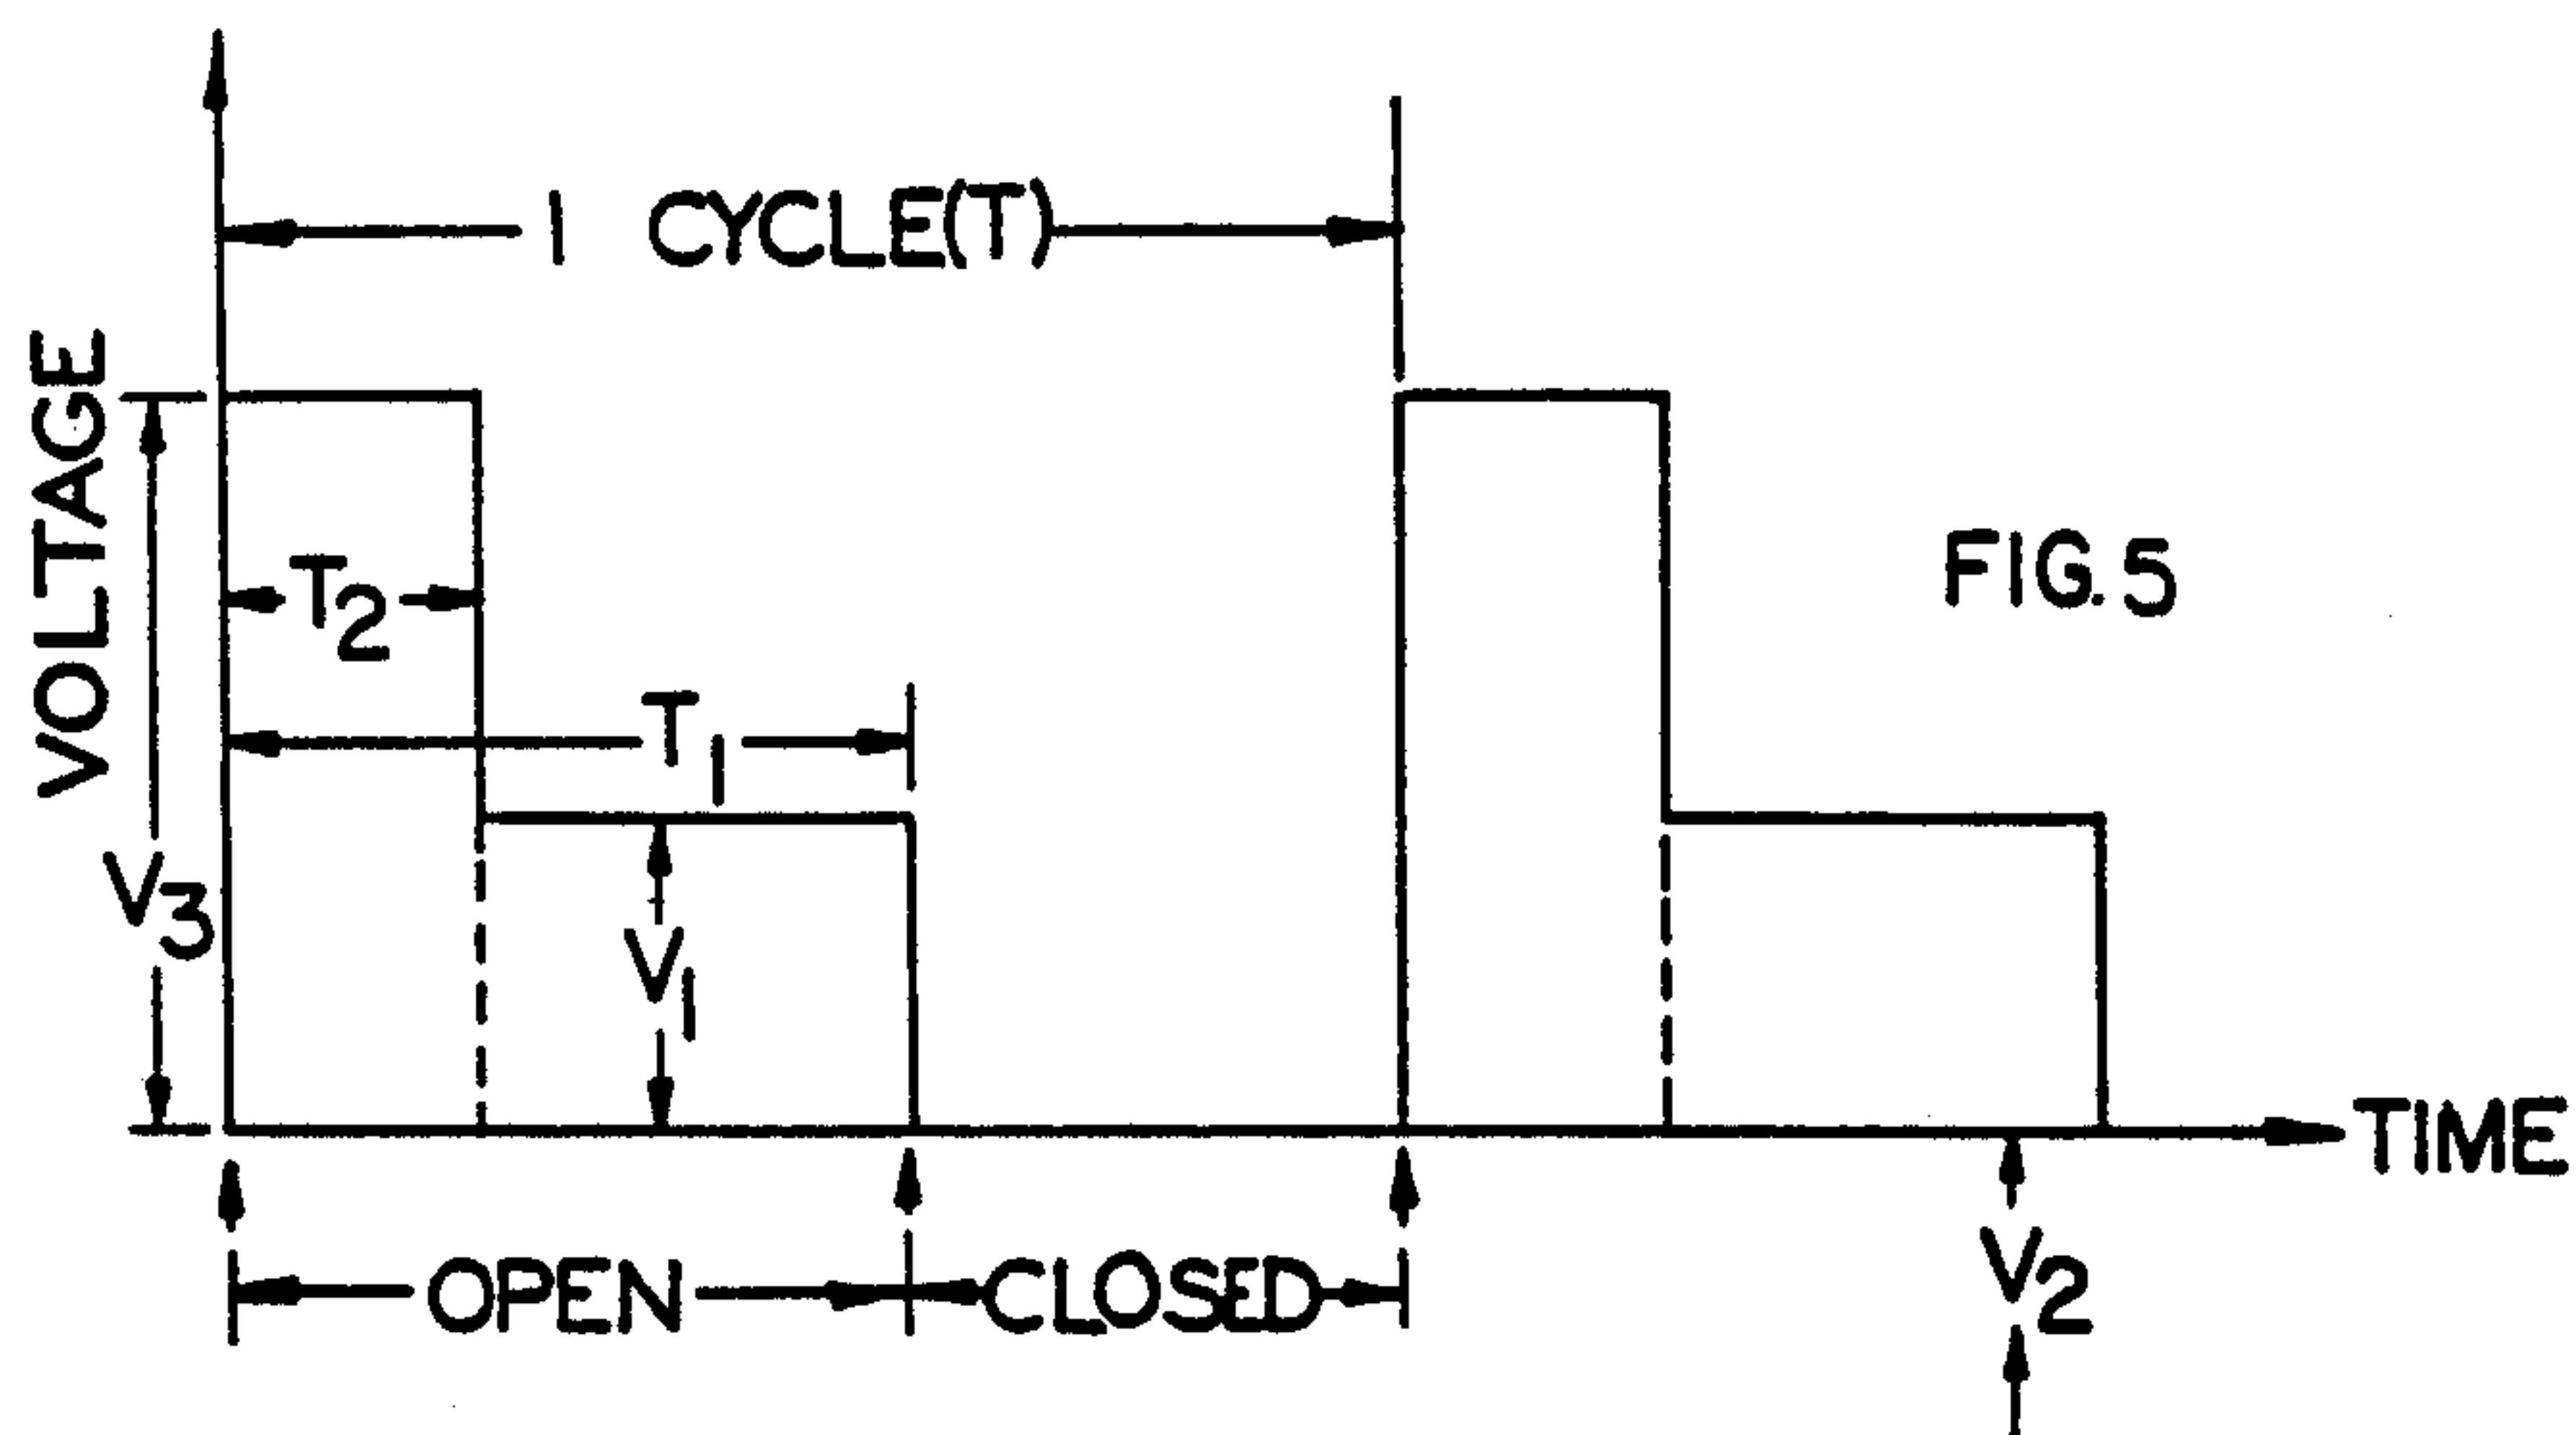 1 CYCLE(T)
VOLTAGE
T2
FIG. 5
T1
V3
V1
TIME
OPEN
CLOSED
V2